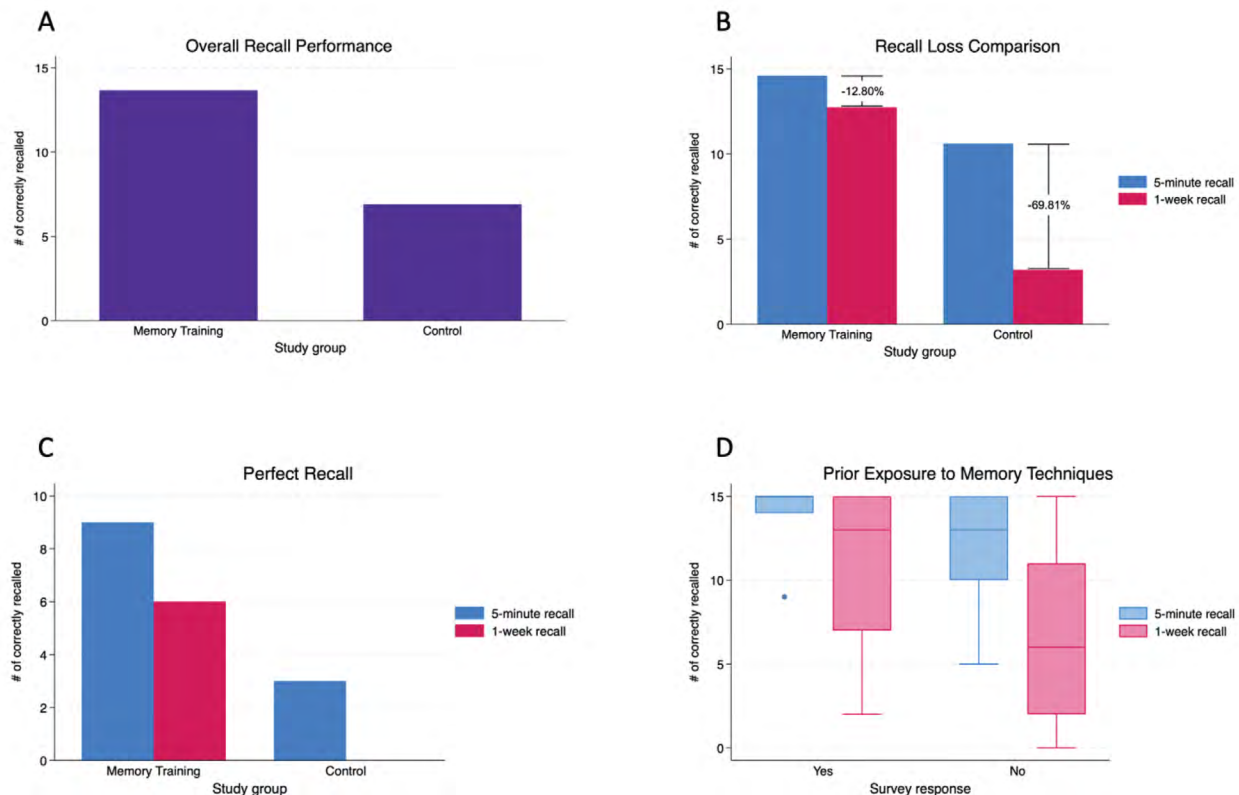 A
Overall Recall Performance
15
10
5
0
# of correctly recalled
Memory Training
Control
Study group
B
Recall Loss Comparison
15
10
5
0
# of correctly recalled
-12.80%
-69.81%
Memory Training
Control
Study group
5-minute recall
1-week recall
C
Perfect Recall
10
8
6
4
2
0
# of correctly recalled
Memory Training
Control
Study group
5-minute recall
1-week recall
D
Prior Exposure to Memory Techniques
15
10
5
0
# of correctly recalled
Yes
No
Survey response
5-minute recall
1-week recall